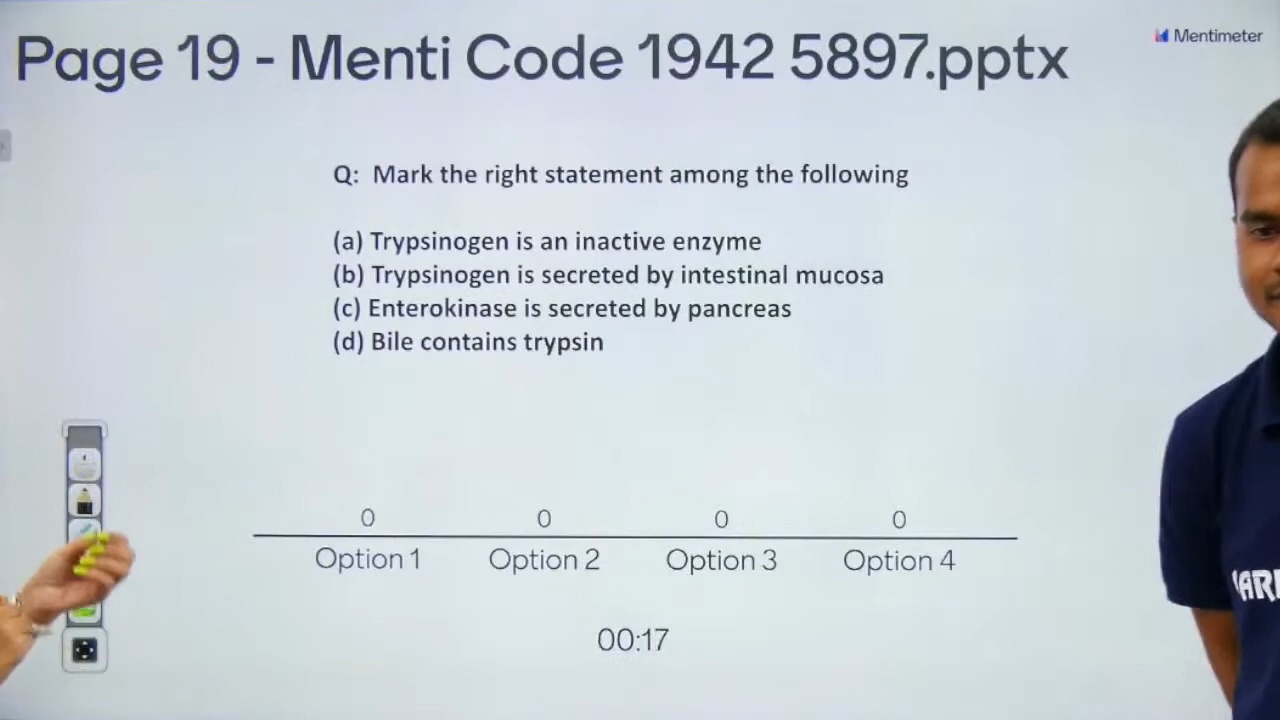 Page 19 - Menti Code 1942 5897.pptx
Mentimeter
Q: Mark the right statement among the following
(a) Trypsinogen is an inactive enzyme
(b) Trypsinogen is secreted by intestinal mucosa
(c) Enterokinase is secreted by pancreas
(d) Bile contains trypsin
0 0 0 0
Option 1 Option 2 Option 3 Option 4
00:17